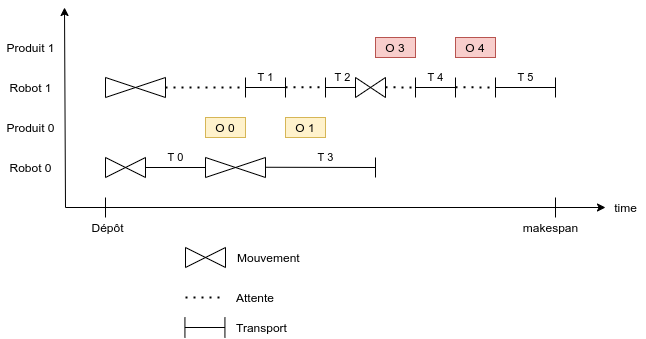 Produit 1
O 3
O 4
Robot 1
T 1
T 2
T 4
T 5
Produit 0
O 0
O 1
Robot 0
T 0
T 3
time
Dépôt
makespan
Mouvement
Attente
Transport